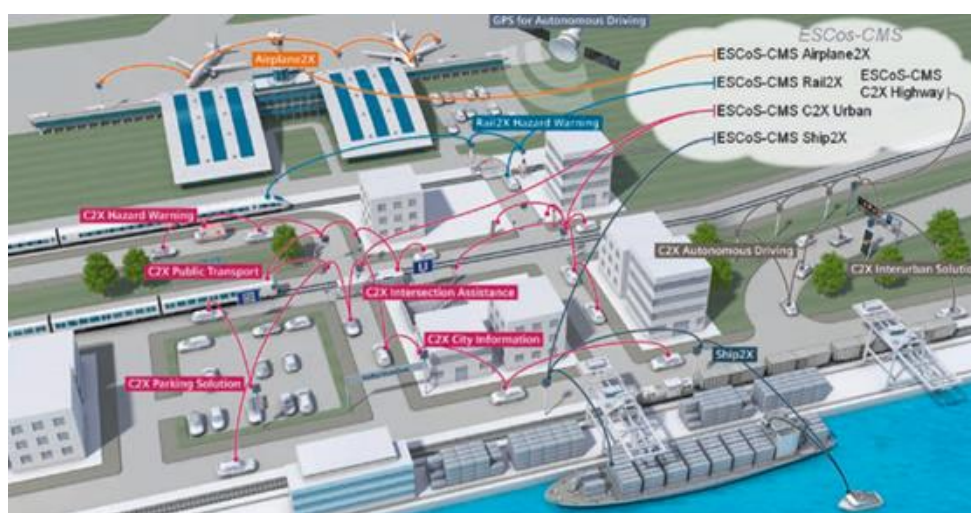 GPS for Autonomous Driving
ESCos-CMS
Airplane2X
ESCoS-CMS Airplane2X
ESCoS-CMS Rail2X
ESCoS-CMS
C2X Highway
ESCoS-CMS C2X Urban
ESCoS-CMS Ship2X
Rail2X Hazard Warning
C2X Hazard Warning
C2X Autonomous Driving
C2X Public Transport
U
C2X Interurban Solutio
C2X Intersection Assistance
C2X City Information
Ship2X
C2X Parking Solution